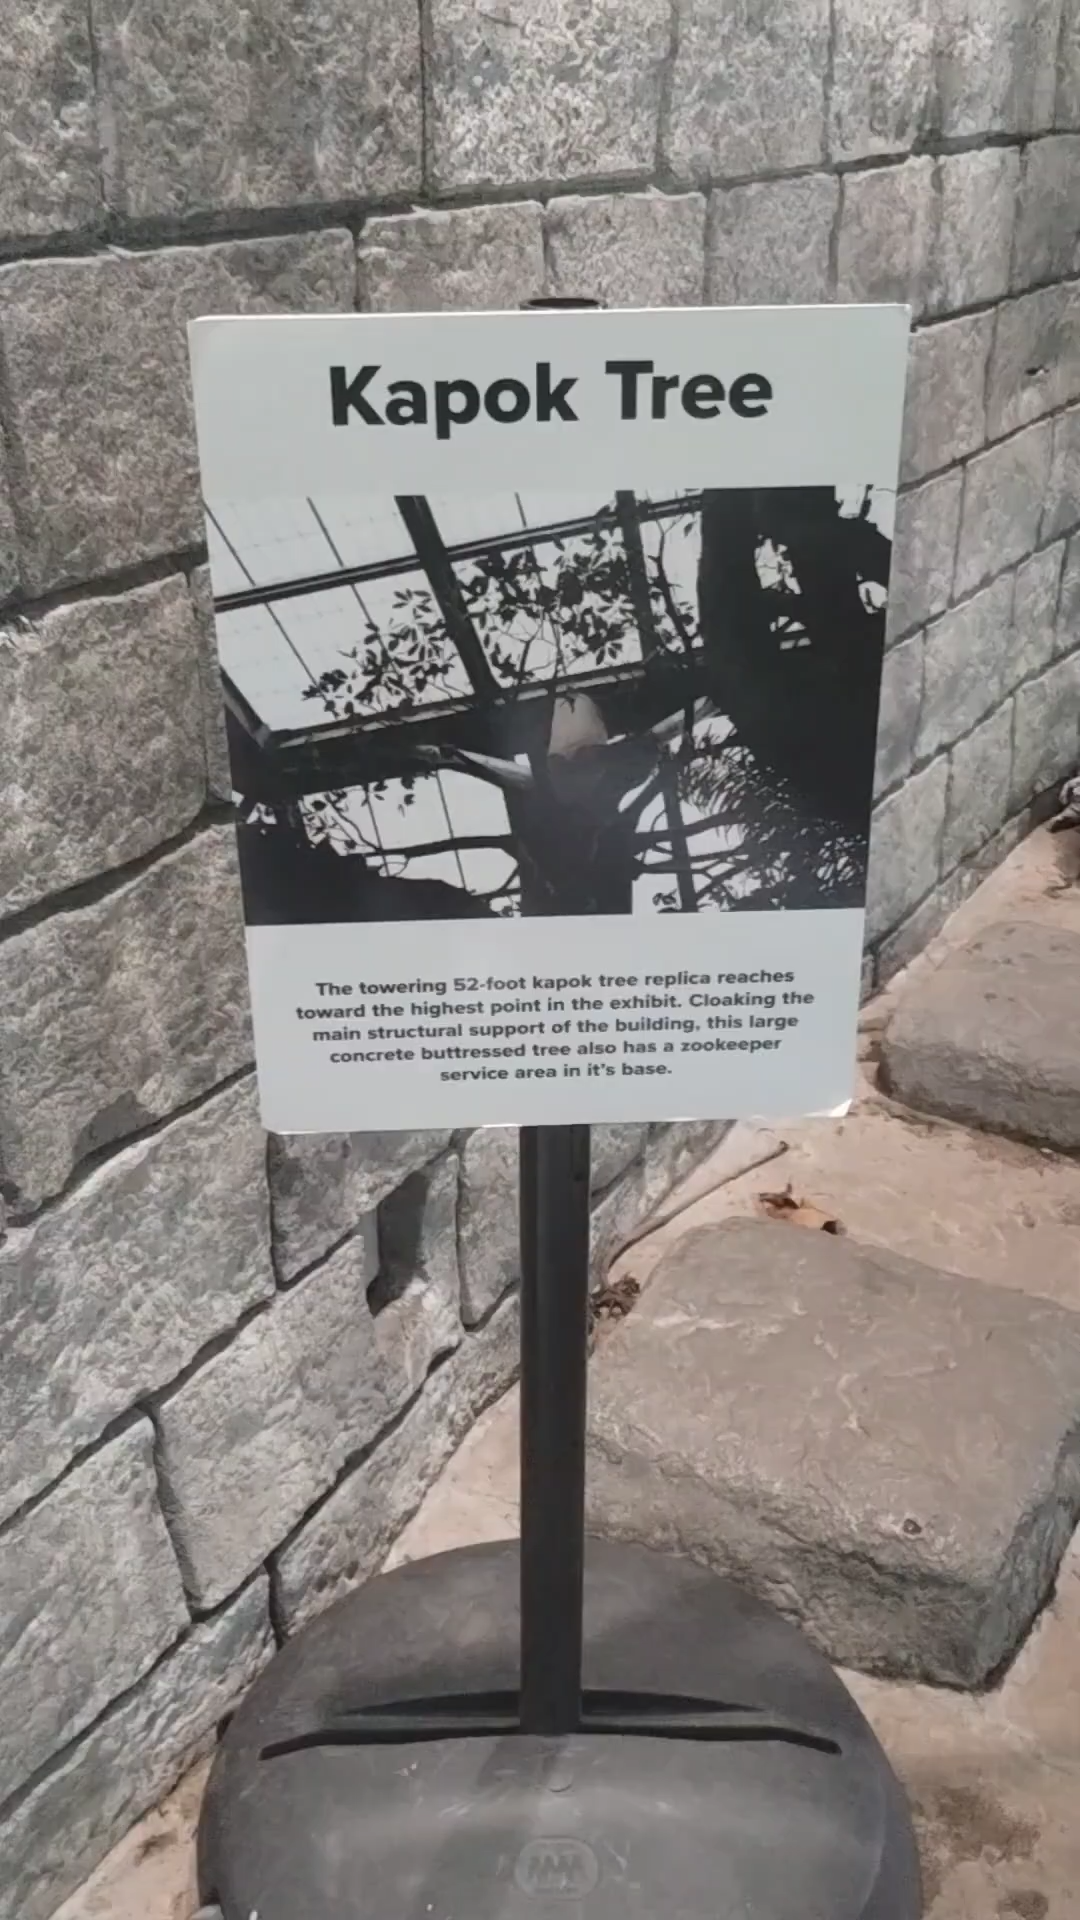 Kapok Tree
The towering 52-foot kapok tree replica reaches
toward the highest point in the exhibit. Cloaking the
main structural support of the building, this large
concrete buttressed tree also has a zookeeper
service area in it's base.